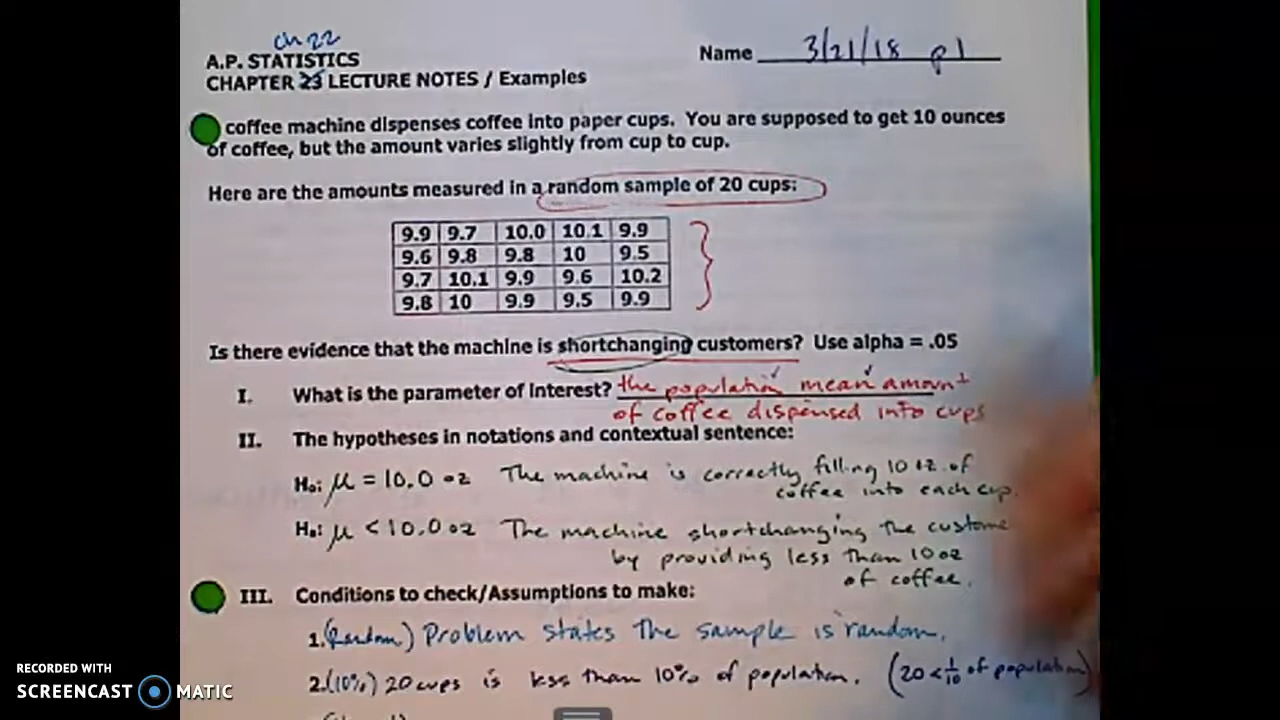 ch 22
A.P. STATISTICS
Name 3/21/18 p1
CHAPTER 23 LECTURE NOTES / Examples
coffee machine dispenses coffee into paper cups. You are supposed to get 10 ounces
of coffee, but the amount varies slightly from cup to cup.
Here are the amounts measured in a random sample of 20 cups:
9.9 9.7 10.0 10.1 9.9
9.6 9.8 9.8 10 9.5
9.7 10.1 9.9 9.6 10.2
9.8 10 9.9 9.5 9.9
Is there evidence that the machine is shortchanging customers? Use alpha = .05
I. What is the parameter of interest? the population mean amount
of coffee dispensed into cups
II. The hypotheses in notations and contextual sentence:
H₀: μ = 10.0 oz The machine is correctly filling 10 oz of
coffee into each cup.
Hₐ: μ < 10.0 oz The machine shortchanging the custome
by providing less than 10 oz
of coffee.
III. Conditions to check/Assumptions to make:
1. (Random) Problem states the sample is random.
2. (10%) 20 cups is less than 10% of population. (20 < 1/10 of population)
RECORDED WITH
SCREENCAST MATIC